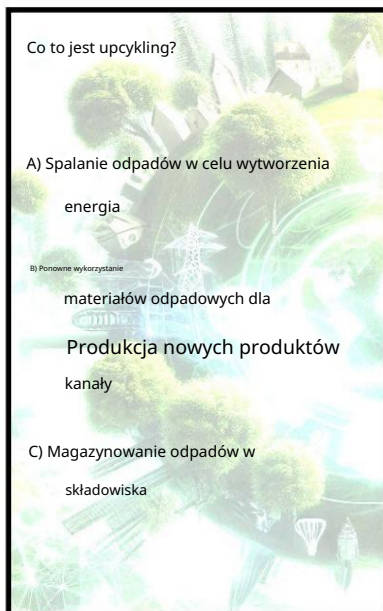 Co to jest upcykling?
A) Spalanie odpadów w celu wytworzenia
energia
B) Ponowne wykorzystanie
materiałów odpadowych dla
Produkcja nowych produktów
kanały
C) Magazynowanie odpadów w
składowiska